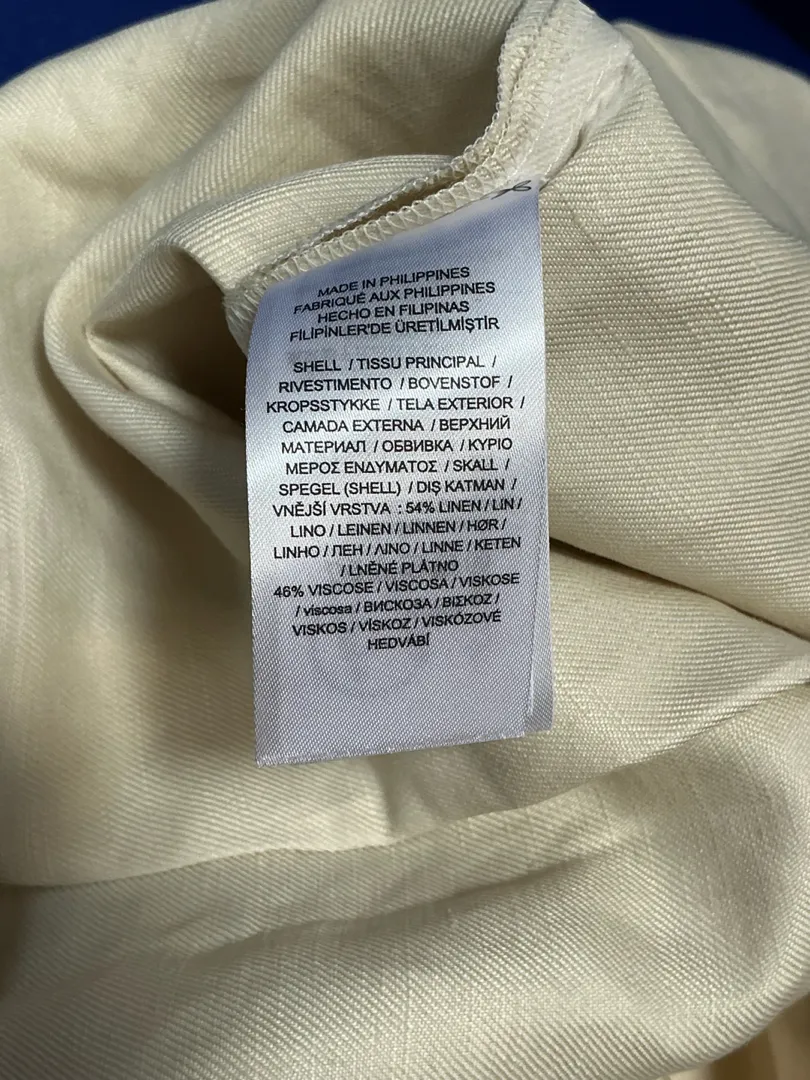 MADE IN PHILIPPINES
FABRIQUÉ AUX PHILIPPINES
HECHO EN FILIPINAS
FİLİPİNLER'DE ÜRETİLMİŞTİR
SHELL / TISSU PRINCIPAL /
RIVESTIMENTO / BOVENSTOF /
KROPSSTYKKE / TELA EXTERIOR /
CAMADA EXTERNA / ВЕРХНИЙ
МАТЕРИАЛ / ОБВИВКА / ΚΥΡΙΟ
ΜΕΡΟΣ ΕΝΔΥΜΑΤΟΣ / SKALL /
SPEGEL (SHELL) / DIŞ KATMAN /
VNĚJŠÍ VRSTVA : 54% LINEN / LIN /
LINO / LEINEN / LINNEN / HØR /
LINHO / ЛЕН / ΛΙΝΟ / LINNE / KETEN
/ LNĚNÉ PLÁTNO
46% VISCOSE / VISCOSA / VISKOSE
/ viscosa / ВИСКОЗА / ΒΙΣΚΟΖ /
VISKOS / VİSKOZ / VISKÓZOVÉ
HEDVÁBÍ